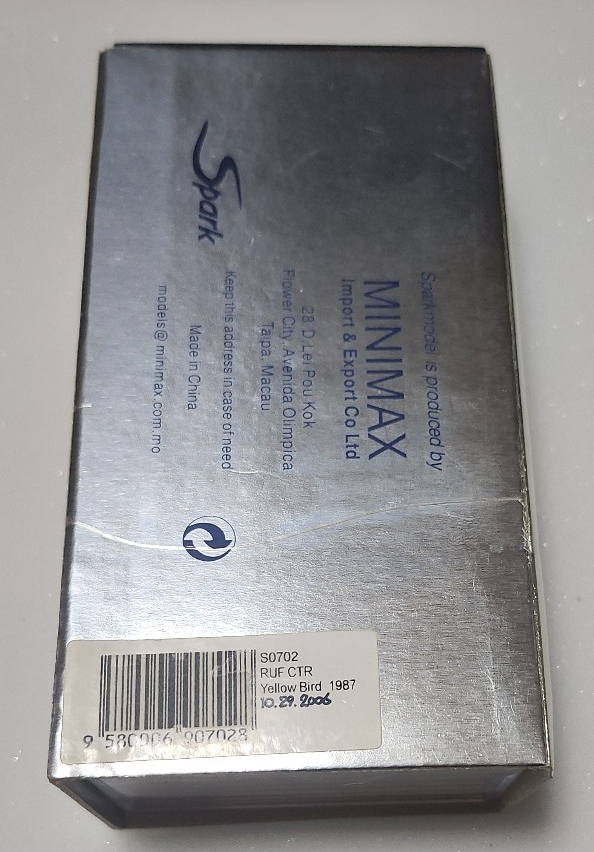 Spark
Sparkmodel is produced by
MINIMAX
Import & Export Co Ltd
28 D Lei Pou Kok
Flower City, Avenida Olimpica
Taipa, Macau
Keep this address in case of need
Made in China
models@minimax.com.mo
S0702
RUF CTR
Yellow Bird 1987
10.29.2006
9 580006 907028